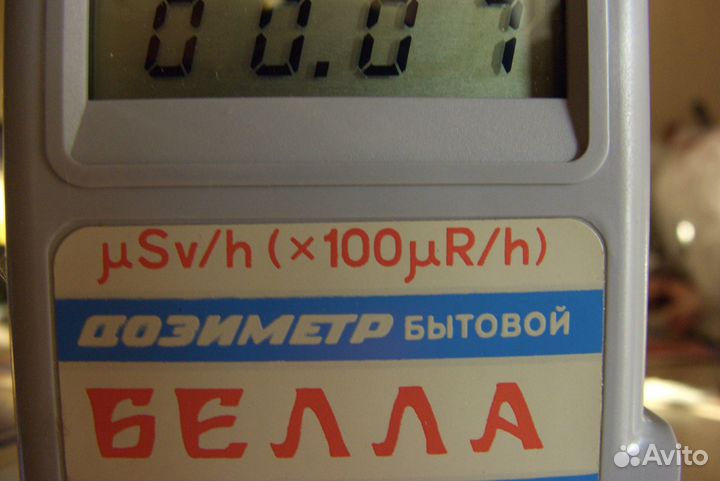 00.07
μSv/h (×100μR/h)
ДОЗИМЕТР БЫТОВОЙ
БЕЛЛА
Avito